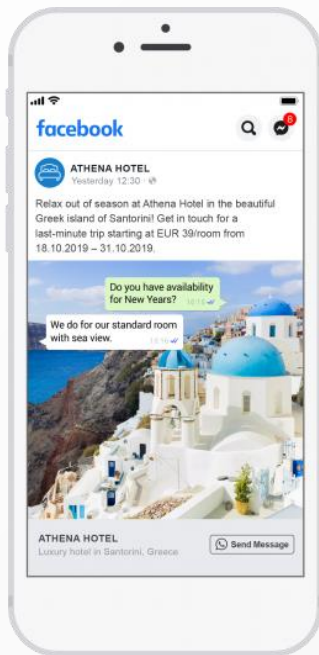 facebook
8
ATHENA HOTEL
Yesterday 12:30 ·
Relax out of season at Athena Hotel in the beautiful
Greek island of Santorini! Get in touch for a
last-minute trip starting at EUR 39/room from
18.10.2019 – 31.10.2019.
Do you have availability
for New Years?
We do for our standard room
with sea view.
ATHENA HOTEL
Luxury hotel in Santorini, Greece
Send Message